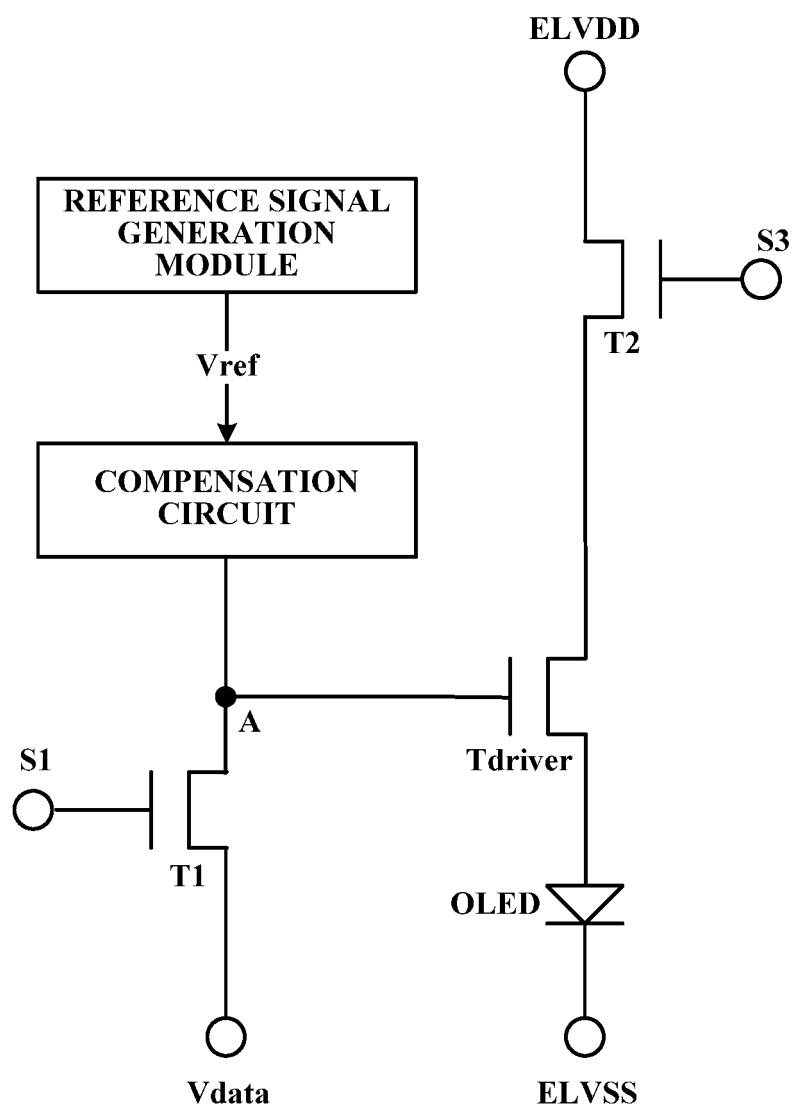 ELVDD
REFERENCE SIGNAL
GENERATION
MODULE
S3
T2
Vref
COMPENSATION
CIRCUIT
A
Tdriver
S1
T1
OLED
Vdata
ELVSS